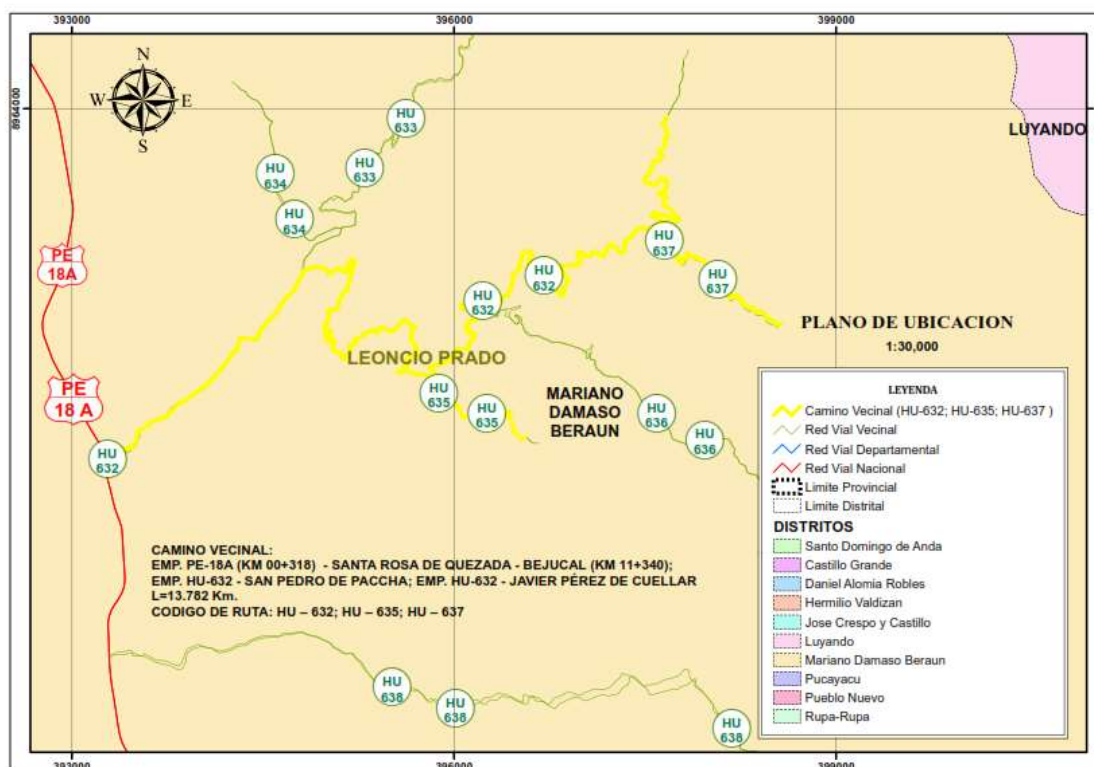 393000
396000
399000
8964000
N
W
E
S
LUYANDO
HU
633
HU
633
HU
634
HU
634
PE
18A
HU
637
HU
632
HU
637
HU
632
PLANO DE UBICACION
1:30,000
LEONCIO PRADO
PE
18 A
HU
635
MARIANO
DAMASO
BERAUN
HU
635
HU
636
HU
636
HU
632
LEYENDA
Camino Vecinal (HU-632; HU-635; HU-637 )
Red Vial Vecinal
Red Vial Departamental
Red Vial Nacional
Limite Provincial
Limite Distrital
DISTRITOS
Santo Domingo de Anda
Castillo Grande
Daniel Alomia Robles
Hermilio Valdizan
Jose Crespo y Castillo
Luyando
Mariano Damaso Beraun
Pucayacu
Pueblo Nuevo
Rupa-Rupa
CAMINO VECINAL:
EMP. PE-18A (KM 00+318) - SANTA ROSA DE QUEZADA - BEJUCAL (KM 11+340);
EMP. HU-632 - SAN PEDRO DE PACCHA; EMP. HU-632 - JAVIER PÉREZ DE CUELLAR
L=13.782 Km.
CODIGO DE RUTA: HU – 632; HU – 635; HU – 637
HU
638
HU
638
HU
638
393000
396000
399000